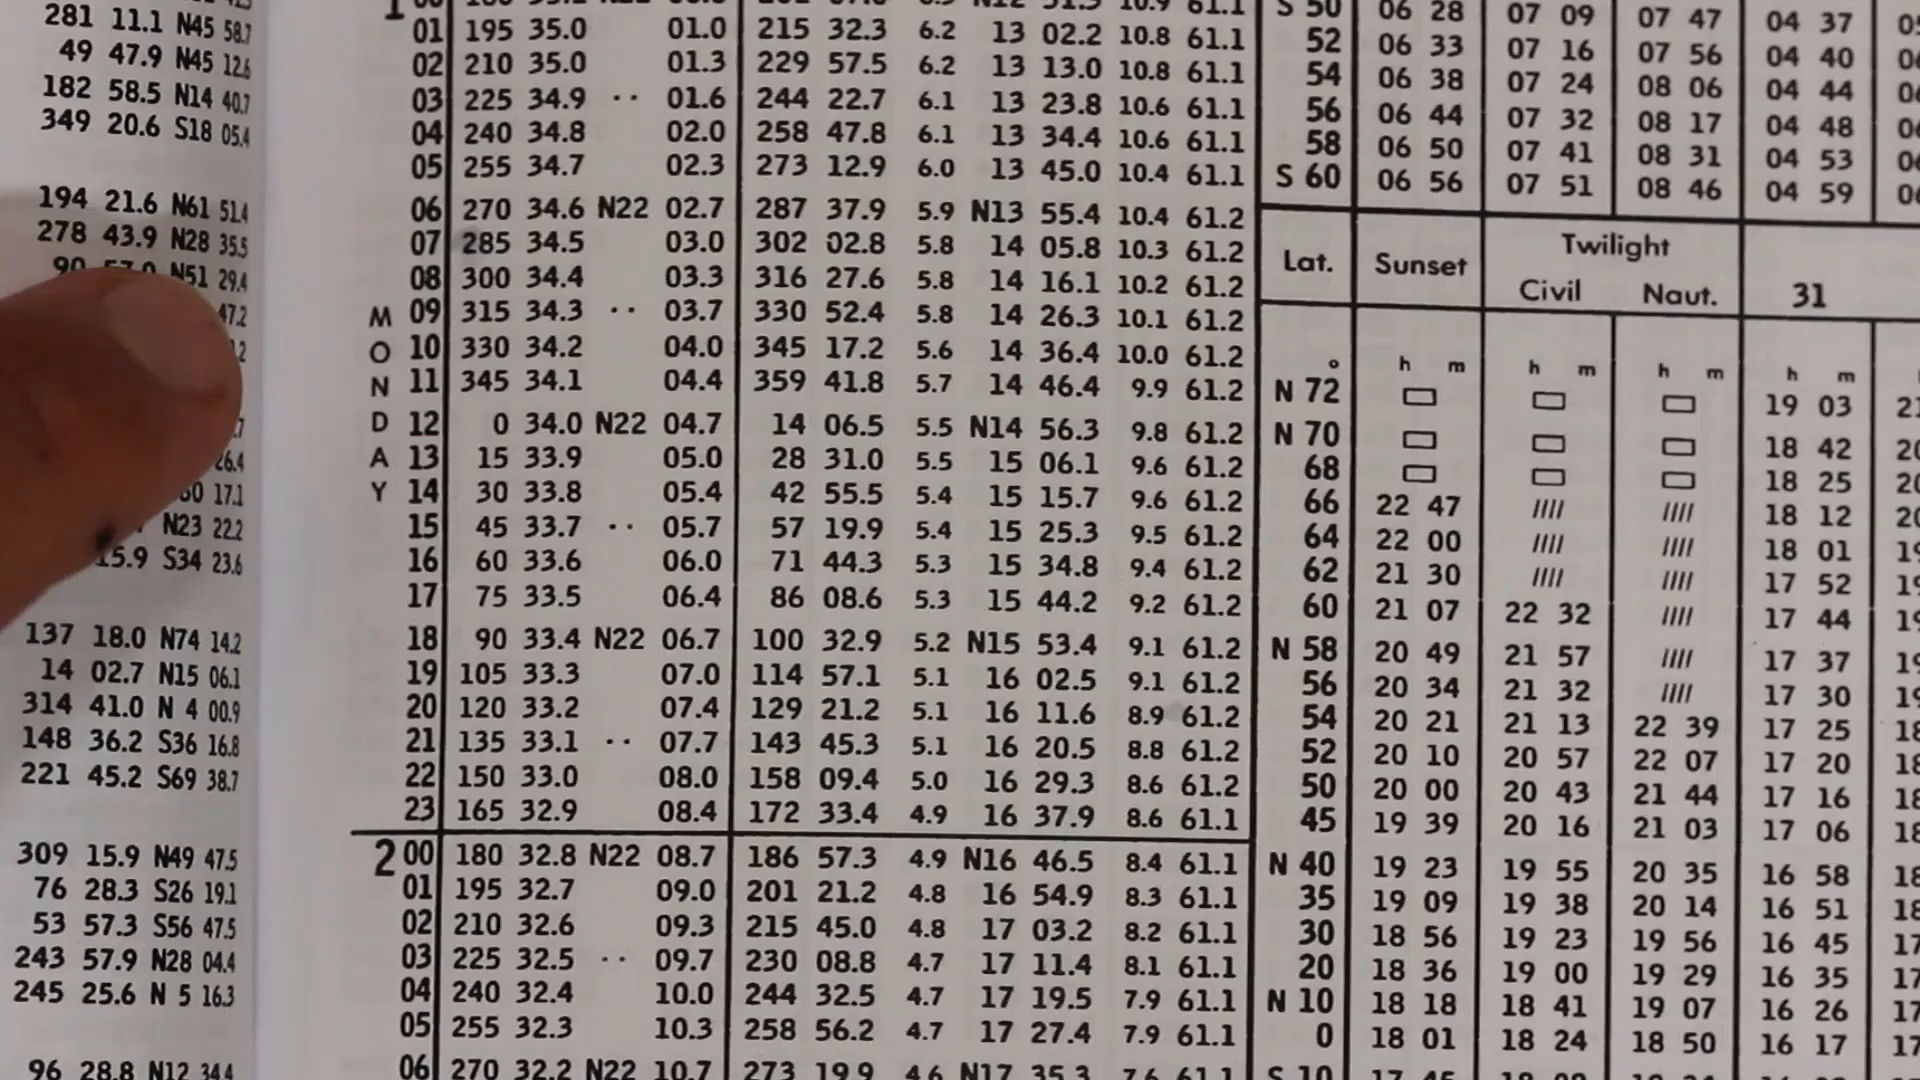 281 11.1 N45 58.7
49 47.9 N45 12.6
182 58.5 N14 40.7
349 20.6 S18 05.4
194 21.6 N61 51.4
278 43.9 N28 35.5
90 N51 29.4
47.2
26.4
17.1
N23 22.2
15.9 S34 23.6
137 18.0 N74 14.2
14 02.7 N15 06.1
314 41.0 N 4 00.9
148 36.2 S36 16.8
221 45.2 S69 38.7
309 15.9 N49 47.5
76 28.3 S26 19.1
53 57.3 S56 47.5
243 57.9 N28 04.4
245 25.6 N 5 16.3
96 28.8 N12 34.4
1 00
01 195 35.0 01.0 215 32.3 6.2 13 02.2 10.8 61.1
02 210 35.0 01.3 229 57.5 6.2 13 13.0 10.8 61.1
03 225 34.9 ·· 01.6 244 22.7 6.1 13 23.8 10.6 61.1
04 240 34.8 02.0 258 47.8 6.1 13 34.4 10.6 61.1
05 255 34.7 02.3 273 12.9 6.0 13 45.0 10.4 61.1
06 270 34.6 N22 02.7 287 37.9 5.9 N13 55.4 10.4 61.2
07 285 34.5 03.0 302 02.8 5.8 14 05.8 10.3 61.2
08 300 34.4 03.3 316 27.6 5.8 14 16.1 10.2 61.2
M 09 315 34.3 ·· 03.7 330 52.4 5.8 14 26.3 10.1 61.2
O 10 330 34.2 04.0 345 17.2 5.6 14 36.4 10.0 61.2
N 11 345 34.1 04.4 359 41.8 5.7 14 46.4 9.9 61.2
D 12 0 34.0 N22 04.7 14 06.5 5.5 N14 56.3 9.8 61.2
A 13 15 33.9 05.0 28 31.0 5.5 15 06.1 9.6 61.2
Y 14 30 33.8 05.4 42 55.5 5.4 15 15.7 9.6 61.2
15 45 33.7 ·· 05.7 57 19.9 5.4 15 25.3 9.5 61.2
16 60 33.6 06.0 71 44.3 5.3 15 34.8 9.4 61.2
17 75 33.5 06.4 86 08.6 5.3 15 44.2 9.2 61.2
18 90 33.4 N22 06.7 100 32.9 5.2 N15 53.4 9.1 61.2
19 105 33.3 07.0 114 57.1 5.1 16 02.5 9.1 61.2
20 120 33.2 07.4 129 21.2 5.1 16 11.6 8.9 61.2
21 135 33.1 ·· 07.7 143 45.3 5.1 16 20.5 8.8 61.2
22 150 33.0 08.0 158 09.4 5.0 16 29.3 8.6 61.2
23 165 32.9 08.4 172 33.4 4.9 16 37.9 8.6 61.1
2 00 180 32.8 N22 08.7 186 57.3 4.9 N16 46.5 8.4 61.1
01 195 32.7 09.0 201 21.2 4.8 16 54.9 8.3 61.1
02 210 32.6 09.3 215 45.0 4.8 17 03.2 8.2 61.1
03 225 32.5 ·· 09.7 230 08.8 4.7 17 11.4 8.1 61.1
04 240 32.4 10.0 244 32.5 4.7 17 19.5 7.9 61.1
05 255 32.3 10.3 258 56.2 4.7 17 27.4 7.9 61.1
06 270 32.2 N22 10.7 273 19.9 4.6 N17 35.3 7.6 61.1
S 50 06 28 07 09 07 47 04 37
52 06 33 07 16 07 56 04 40
54 06 38 07 24 08 06 04 44
56 06 44 07 32 08 17 04 48
58 06 50 07 41 08 31 04 53
S 60 06 56 07 51 08 46 04 59
Lat. Sunset Twilight 31
Civil Naut.
° h m h m h m h m
N 72 ▭ ▭ ▭ 19 03
N 70 ▭ ▭ ▭ 18 42
68 ▭ ▭ ▭ 18 25
66 22 47 //// //// 18 12
64 22 00 //// //// 18 01
62 21 30 //// //// 17 52
60 21 07 22 32 //// 17 44
N 58 20 49 21 57 //// 17 37
56 20 34 21 32 //// 17 30
54 20 21 21 13 22 39 17 25
52 20 10 20 57 22 07 17 20
50 20 00 20 43 21 44 17 16
45 19 39 20 16 21 03 17 06
N 40 19 23 19 55 20 35 16 58
35 19 09 19 38 20 14 16 51
30 18 56 19 23 19 56 16 45
20 18 36 19 00 19 29 16 35
N 10 18 18 18 41 19 07 16 26
0 18 01 18 24 18 50 16 17
S 10